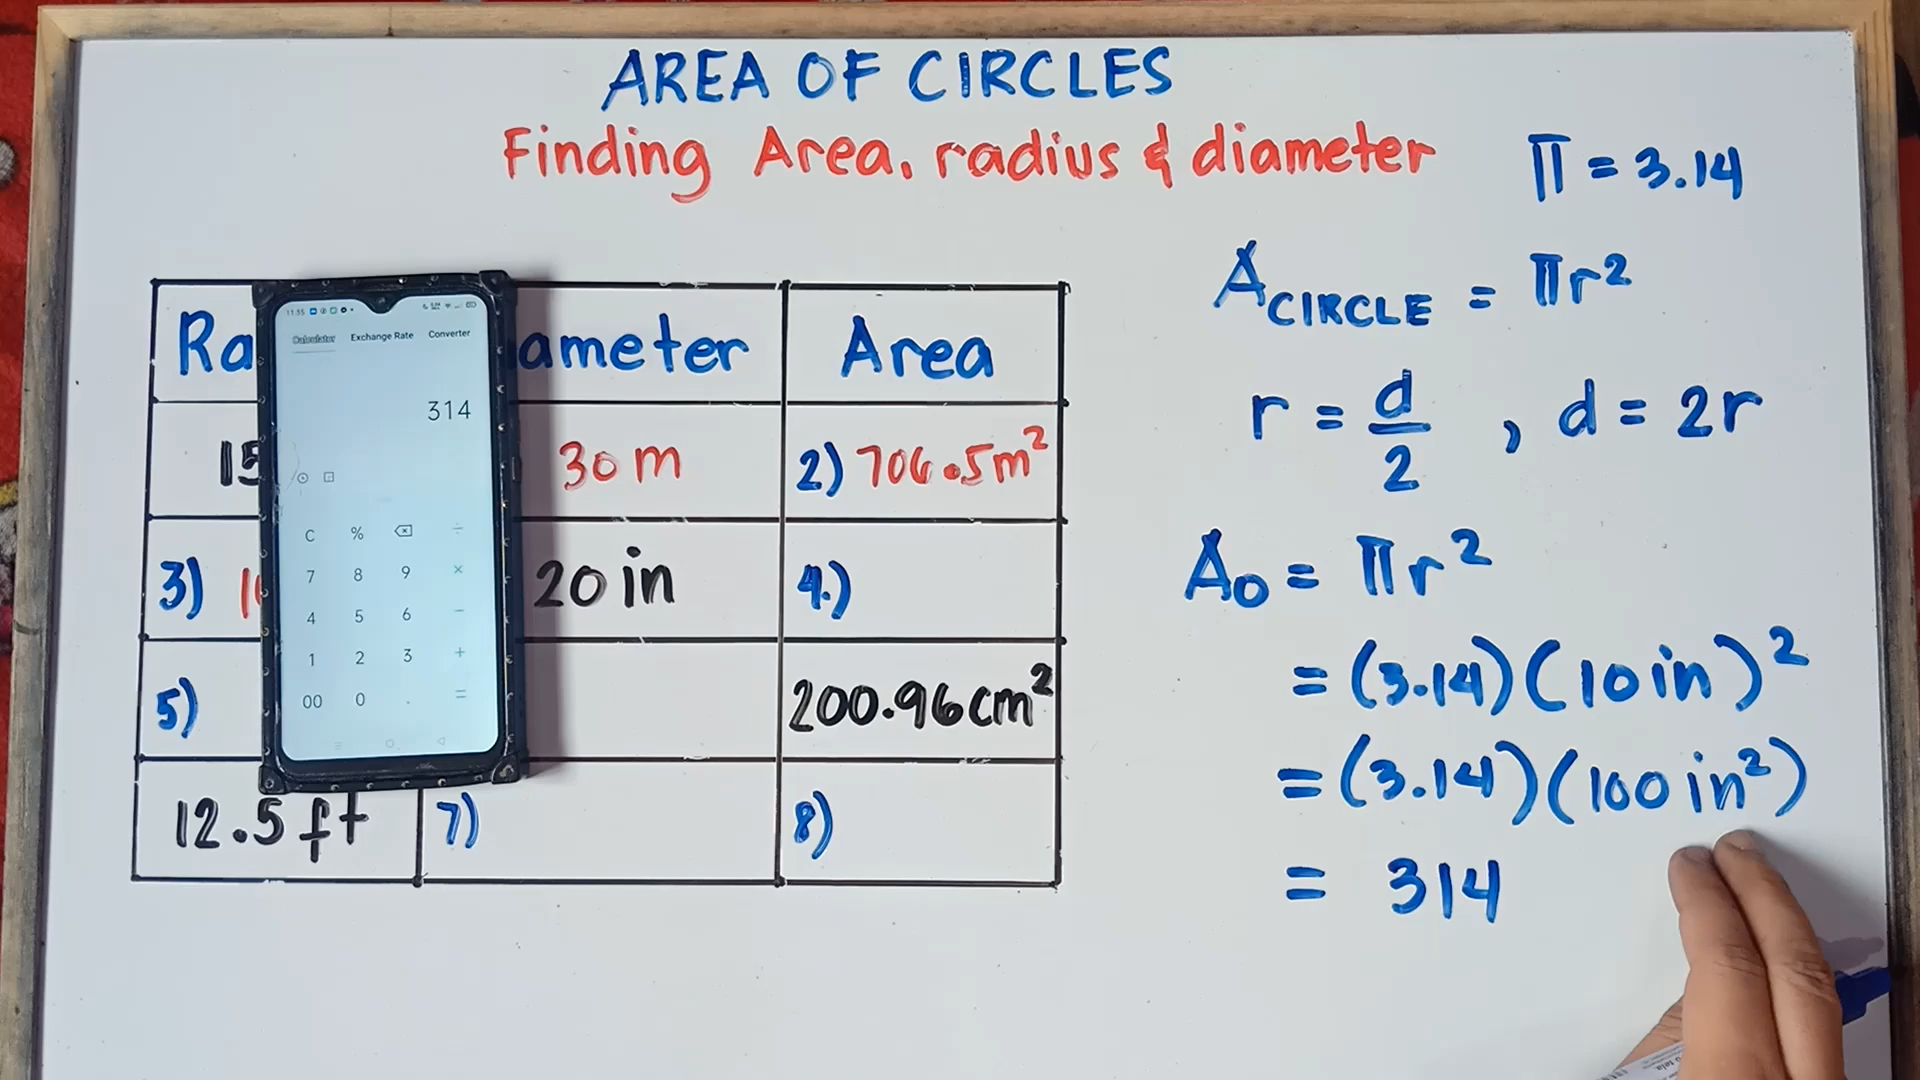 AREA OF CIRCLES
Finding Area, radius & diameter
π = 3.14
A CIRCLE = πr²
r = d/2 , d = 2r
Ra
ameter
Area
15
30 m
2) 706.5m²
3)
20 in
4.)
5)
200.96cm²
12.5 ft
7)
8)
A○ = πr²
= (3.14)(10 in)²
= (3.14)(100 in²)
= 314
11:35
Calculator Exchange Rate Converter
314
C %
7 8 9 ×
4 5 6 −
1 2 3 +
00 0 . =